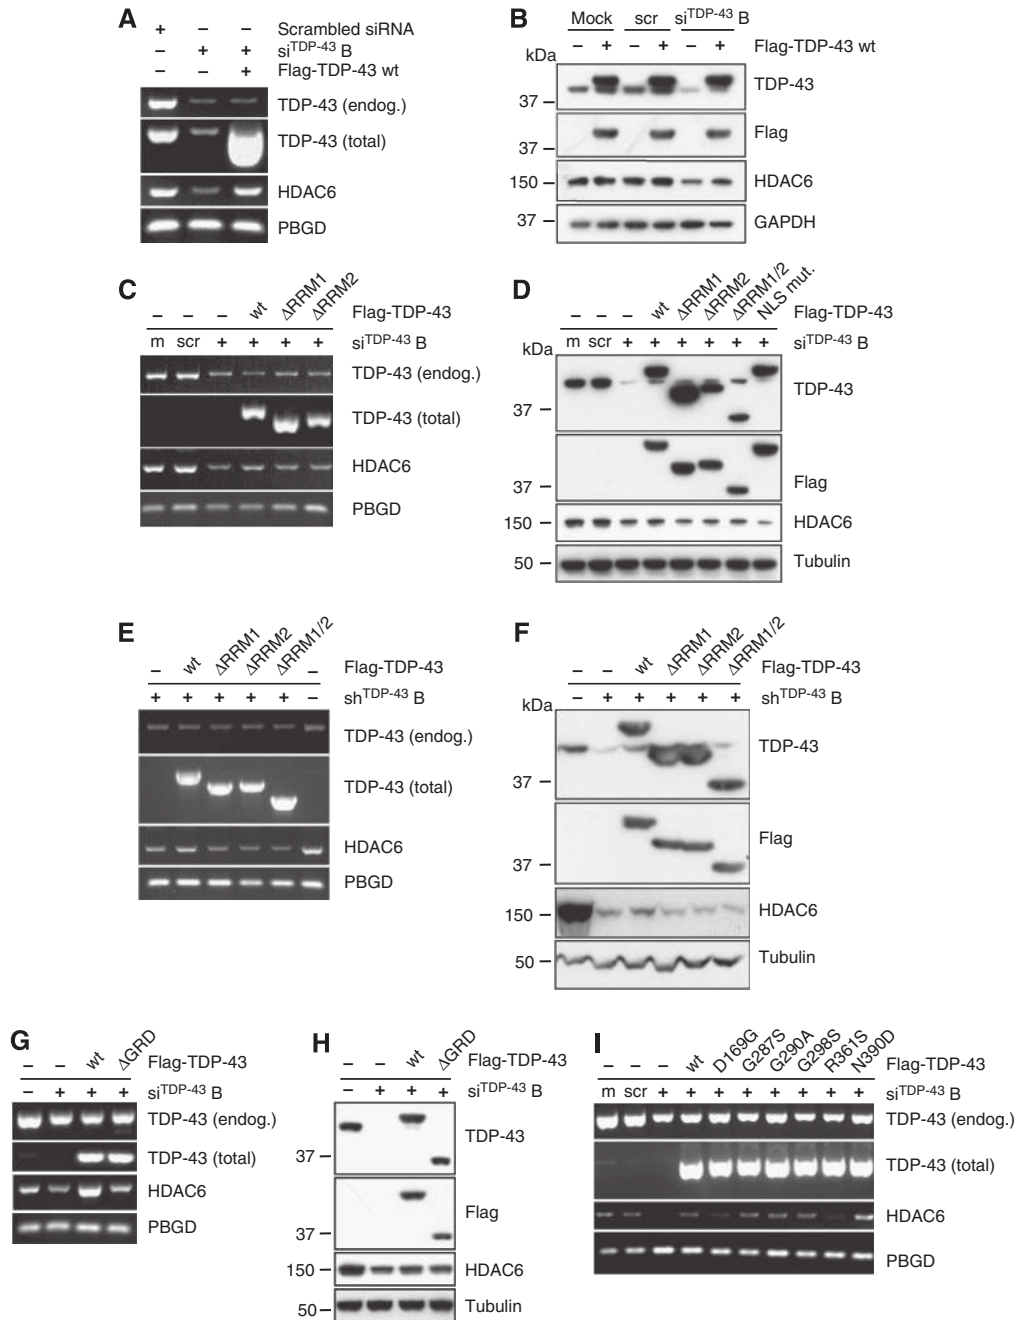 A
+ – – Scrambled siRNA
– + + siTDP-43 B
– – + Flag-TDP-43 wt
TDP-43 (endog.)
TDP-43 (total)
HDAC6
PBGD
B
Mock scr siTDP-43 B
– + – + – + Flag-TDP-43 wt
kDa
TDP-43
37
Flag
37
150 HDAC6
37 GAPDH
C
– – – wt ΔRRM1 ΔRRM2 Flag-TDP-43
m scr + + + + siTDP-43 B
TDP-43 (endog.)
TDP-43 (total)
HDAC6
PBGD
D
– – – wt ΔRRM1 ΔRRM2 ΔRRM1/2 NLS mut. Flag-TDP-43
m scr + + + + + + siTDP-43 B
kDa
TDP-43
37
Flag
37
150 HDAC6
50 Tubulin
E
– wt ΔRRM1 ΔRRM2 ΔRRM1/2 – Flag-TDP-43
+ + + + + – shTDP-43 B
TDP-43 (endog.)
TDP-43 (total)
HDAC6
PBGD
F
– – wt ΔRRM1 ΔRRM2 ΔRRM1/2 Flag-TDP-43
– + + + + + shTDP-43 B
kDa
TDP-43
37
Flag
37
150 HDAC6
50 Tubulin
G
– – wt ΔGRD Flag-TDP-43
– + + + siTDP-43 B
TDP-43 (endog.)
TDP-43 (total)
HDAC6
PBGD
H
– – wt ΔGRD Flag-TDP-43
– + + + siTDP-43 B
TDP-43
37
Flag
37
150 HDAC6
50 Tubulin
I
– – – wt D169G G287S G290A G298S R361S N390D Flag-TDP-43
m scr + + + + + + + + siTDP-43 B
TDP-43 (endog.)
TDP-43 (total)
HDAC6
PBGD